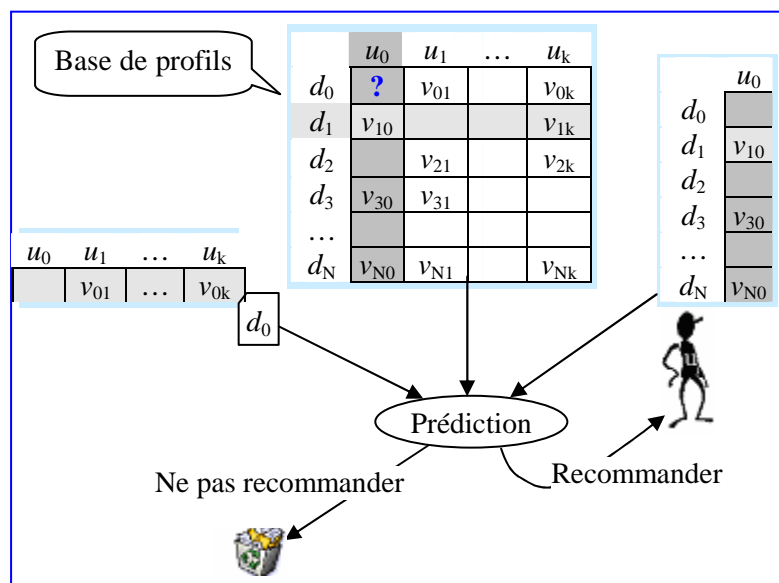 Base de profils
u0 u1 … uk
d0 ? v01 v0k
d1 v10 v1k
d2 v21 v2k
d3 v30 v31
…
dN vN0 vN1 vNk
u0
d0
d1 v10
d2
d3 v30
…
dN vN0
u0 u1 … uk
v01 … v0k
d0
u
Prédiction
Ne pas recommander
Recommander